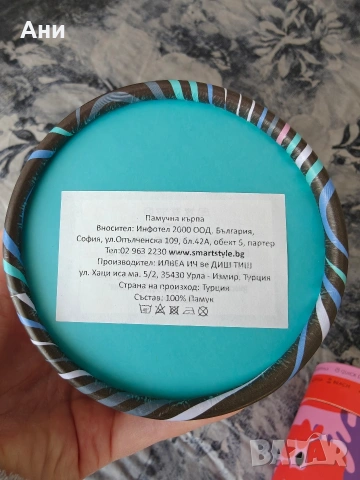 Ани
Памучна кърпа
Вносител: Инфотел 2000 ООД, България,
София, ул.Опълченска 109, бл.42А, обект 5, партер
Тел:02 963 2230 www.smartstyle.bg
Производител: ИЛВЕА ИЧ ве ДИШ ТИШ
ул. Хаци иса ма. 5/2, 35430 Урла - Измир, Турция
Страна на произход: Турция
Състав: 100% Памук
BAZAR